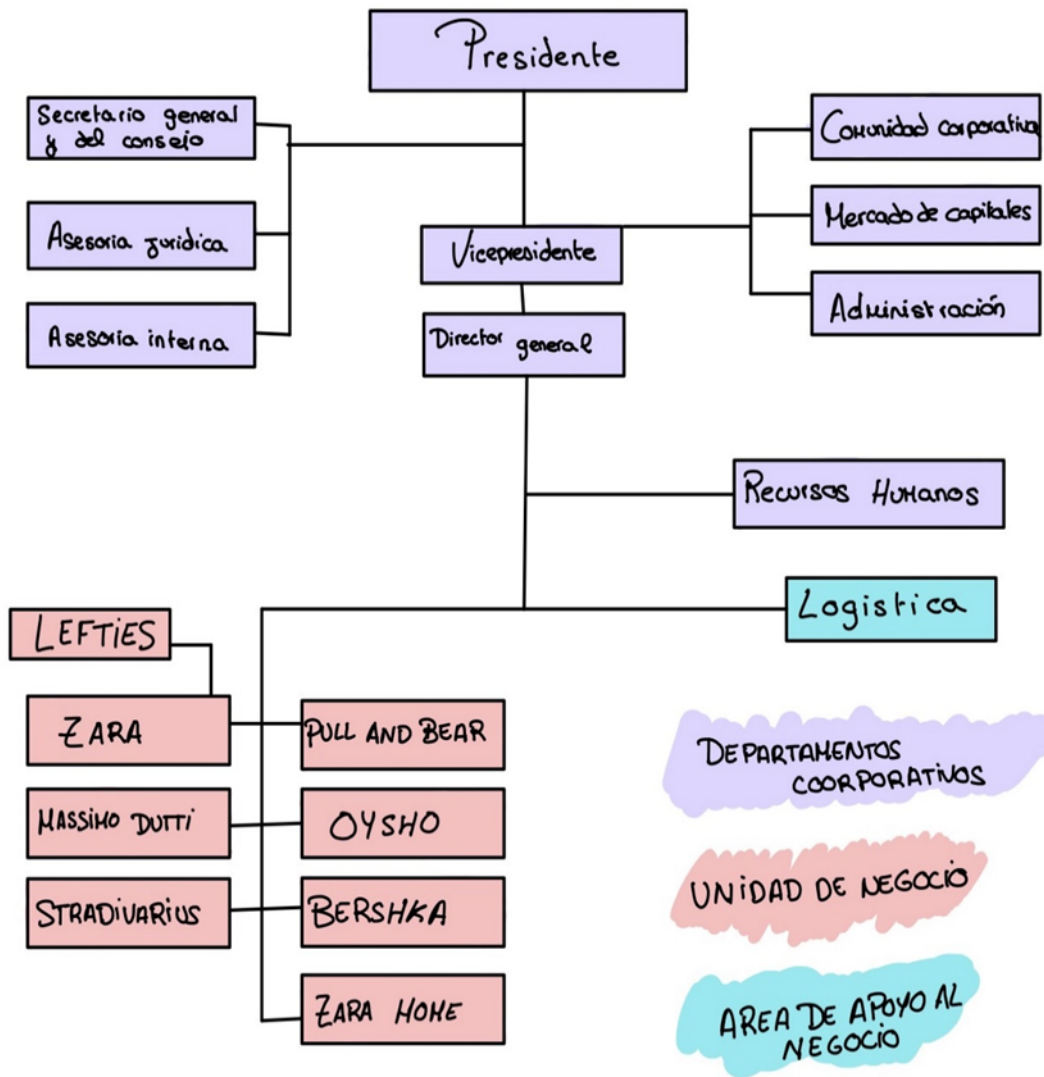 Presidente
Secretario general
y del consejo
Asesoria juridica
Asesoria interna
Comunidad corporativa
Mercado de capitales
Administración
Vicepresidente
Director general
Recursos Humanos
Logistica
LEFTIES
ZARA
PULL AND BEAR
MASSIMO DUTTI
OYSHO
STRADIVARIUS
BERSHKA
ZARA HOME
DEPARTAMENTOS
COORPORATIVOS
UNIDAD DE NEGOCIO
AREA DE APOYO AL
NEGOCIO